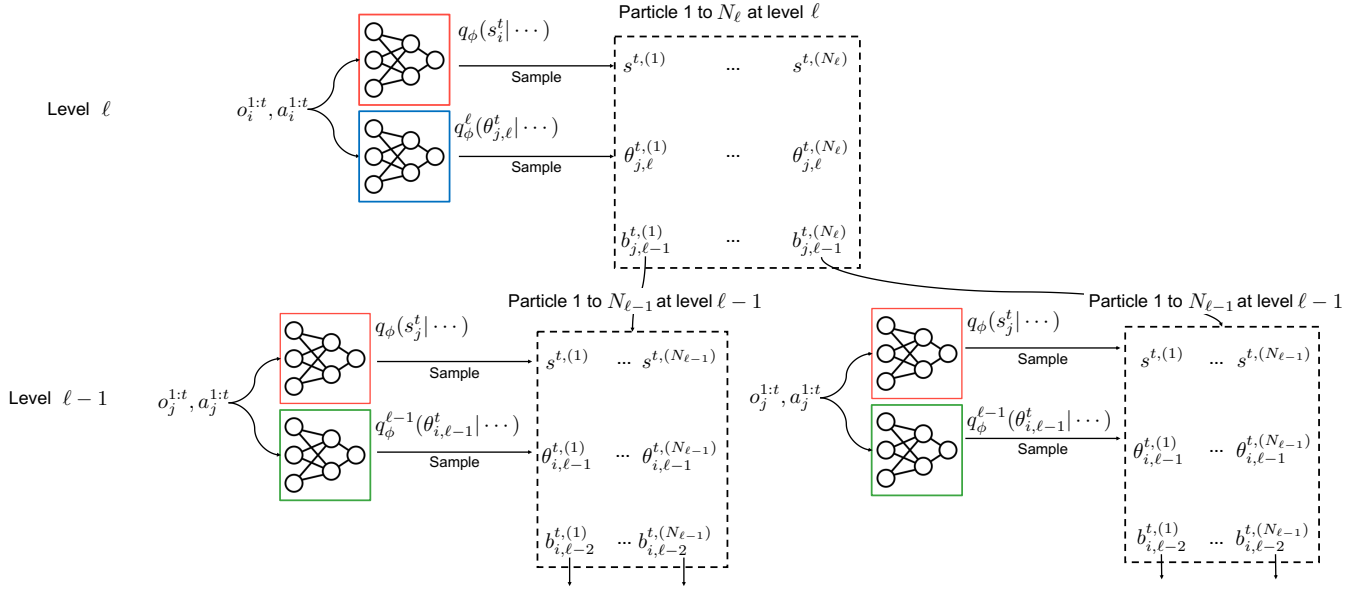 Particle 1 to $N_\ell$ at level $\ell$
$q_\phi(s_i^t|\cdots)$
Sample
$s^{t,(1)}$ ... $s^{t,(N_\ell)}$
Level $\ell$
$o_i^{1:t}, a_i^{1:t}$
$q_\phi^\ell(\theta_{j,\ell}^t|\cdots)$
Sample
$\theta_{j,\ell}^{t,(1)}$ ... $\theta_{j,\ell}^{t,(N_\ell)}$
$b_{j,\ell-1}^{t,(1)}$ ... $b_{j,\ell-1}^{t,(N_\ell)}$
Particle 1 to $N_{\ell-1}$ at level $\ell-1$
$q_\phi(s_j^t|\cdots)$
Sample
$s^{t,(1)}$ ... $s^{t,(N_{\ell-1})}$
Level $\ell-1$
$o_j^{1:t}, a_j^{1:t}$
$q_\phi^{\ell-1}(\theta_{i,\ell-1}^t|\cdots)$
Sample
$\theta_{i,\ell-1}^{t,(1)}$ ... $\theta_{i,\ell-1}^{t,(N_{\ell-1})}$
$b_{i,\ell-2}^{t,(1)}$ ... $b_{i,\ell-2}^{t,(N_{\ell-1})}$
Particle 1 to $N_{\ell-1}$ at level $\ell-1$
$q_\phi(s_j^t|\cdots)$
Sample
$s^{t,(1)}$ ... $s^{t,(N_{\ell-1})}$
$o_j^{1:t}, a_j^{1:t}$
$q_\phi^{\ell-1}(\theta_{i,\ell-1}^t|\cdots)$
Sample
$\theta_{i,\ell-1}^{t,(1)}$ ... $\theta_{i,\ell-1}^{t,(N_{\ell-1})}$
$b_{i,\ell-2}^{t,(1)}$ ... $b_{i,\ell-2}^{t,(N_{\ell-1})}$